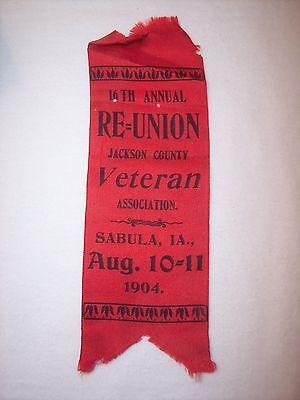 16TH ANNUAL
RE-UNION
JACKSON COUNTY
Veteran
ASSOCIATION.
SABULA, IA.,
Aug. 10-11
1904.